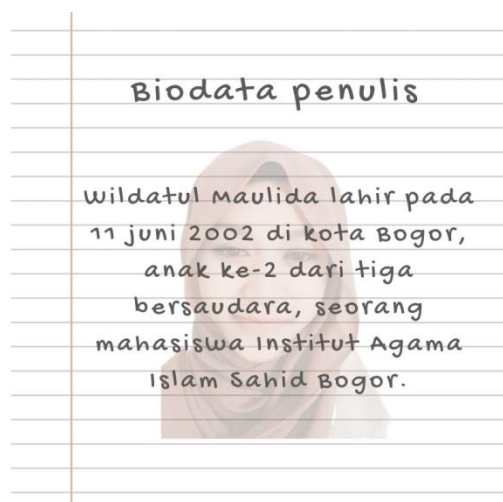 Biodata penulis
Wildatul Maulida lahir pada
11 juni 2002 di kota Bogor,
anak ke-2 dari tiga
bersaudara, seorang
mahasiswa Institut Agama
Islam Sahid Bogor.